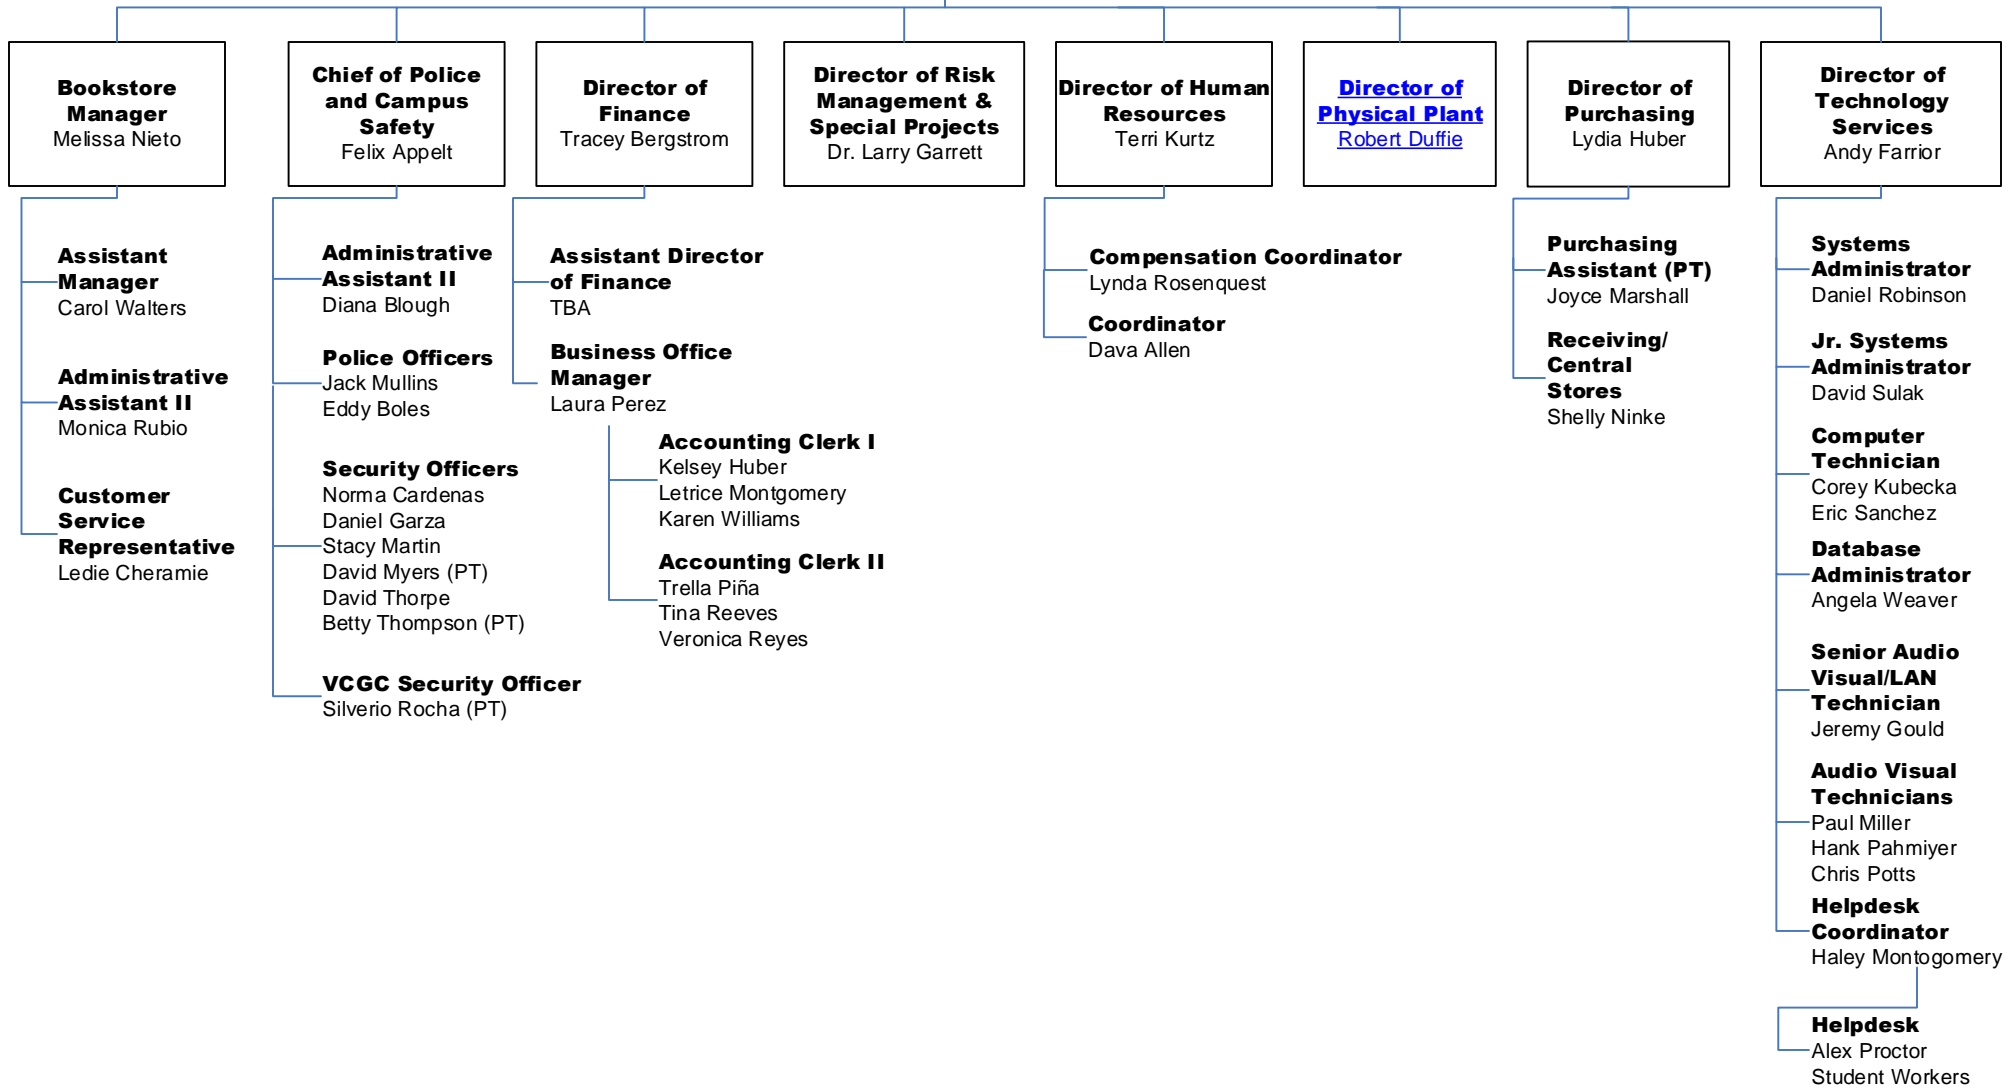 Bookstore
Manager
Melissa Nieto
Chief of Police
and Campus
Safety
Felix Appelt
Director of
Finance
Tracey Bergstrom
Director of Risk
Management &
Special Projects
Dr. Larry Garrett
Director of Human
Resources
Terri Kurtz
Director of
Physical Plant
Robert Duffie
Director of
Purchasing
Lydia Huber
Director of
Technology
Services
Andy Farrior
Assistant
Manager
Carol Walters
Administrative
Assistant II
Monica Rubio
Customer
Service
Representative
Ledie Cheramie
Administrative
Assistant II
Diana Blough
Police Officers
Jack Mullins
Eddy Boles
Security Officers
Norma Cardenas
Daniel Garza
Stacy Martin
David Myers (PT)
David Thorpe
Betty Thompson (PT)
VCGC Security Officer
Silverio Rocha (PT)
Assistant Director
of Finance
TBA
Business Office
Manager
Laura Perez
Accounting Clerk I
Kelsey Huber
Letrice Montgomery
Karen Williams
Accounting Clerk II
Trella Piña
Tina Reeves
Veronica Reyes
Compensation Coordinator
Lynda Rosenquest
Coordinator
Dava Allen
Purchasing
Assistant (PT)
Joyce Marshall
Receiving/
Central
Stores
Shelly Ninke
Systems
Administrator
Daniel Robinson
Jr. Systems
Administrator
David Sulak
Computer
Technician
Corey Kubecka
Eric Sanchez
Database
Administrator
Angela Weaver
Senior Audio
Visual/LAN
Technician
Jeremy Gould
Audio Visual
Technicians
Paul Miller
Hank Pahmiyer
Chris Potts
Helpdesk
Coordinator
Haley Montogomery
Helpdesk
Alex Proctor
Student Workers